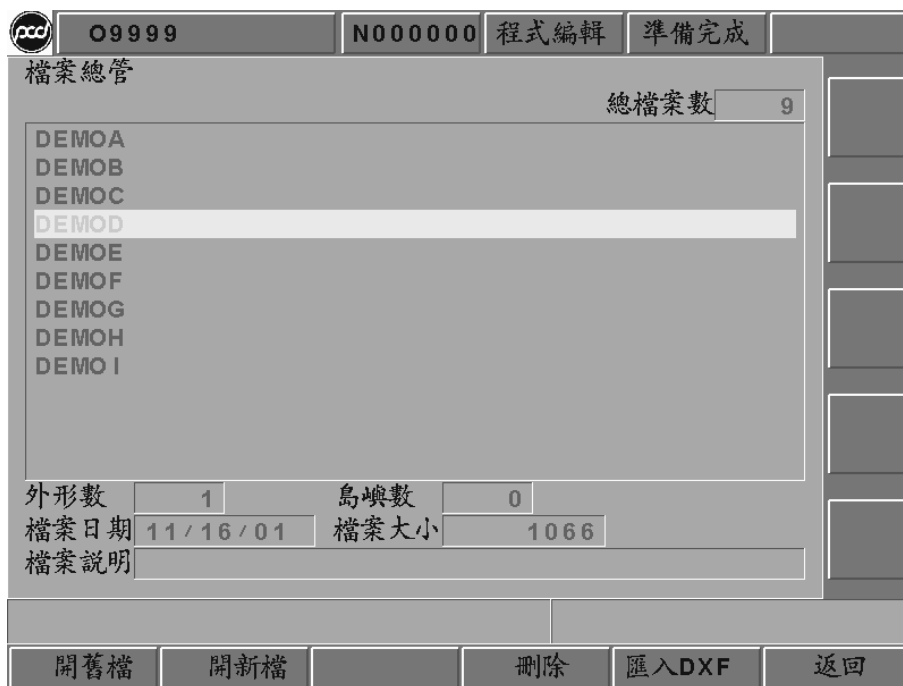 pcd O9999 N000000 程式編輯 準備完成
檔案總管
總檔案數 9
DEMOA
DEMOB
DEMOC
DEMOD
DEMOE
DEMOF
DEMOG
DEMOH
DEMOI
外形數 1 島嶼數 0
檔案日期 11/16/01 檔案大小 1066
檔案說明
開舊檔 開新檔 刪除 匯入DXF 返回